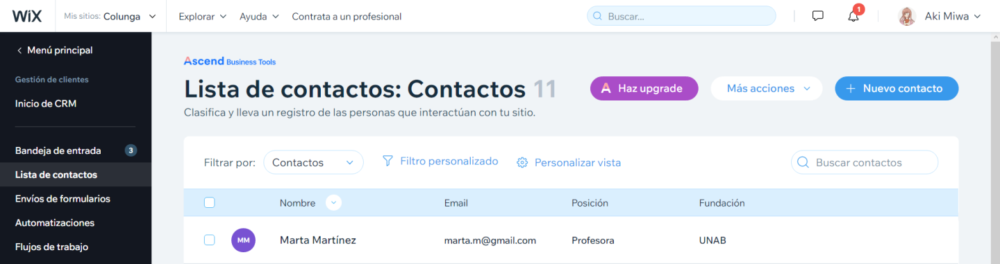 WiX
Mis sitios: Colunga
Explorar
Ayuda
Contrata a un profesional
Buscar...
1
Aki Miwa
Menú principal
Gestión de clientes
Inicio de CRM
Bandeja de entrada 3
Lista de contactos
Envíos de formularios
Automatizaciones
Flujos de trabajo
Ascend Business Tools
Lista de contactos: Contactos 11
Haz upgrade
Más acciones
+ Nuevo contacto
Clasifica y lleva un registro de las personas que interactúan con tu sitio.
Filtrar por: Contactos
Filtro personalizado
Personalizar vista
Buscar contactos
Nombre Email Posición Fundación
MM Marta Martínez marta.m@gmail.com Profesora UNAB